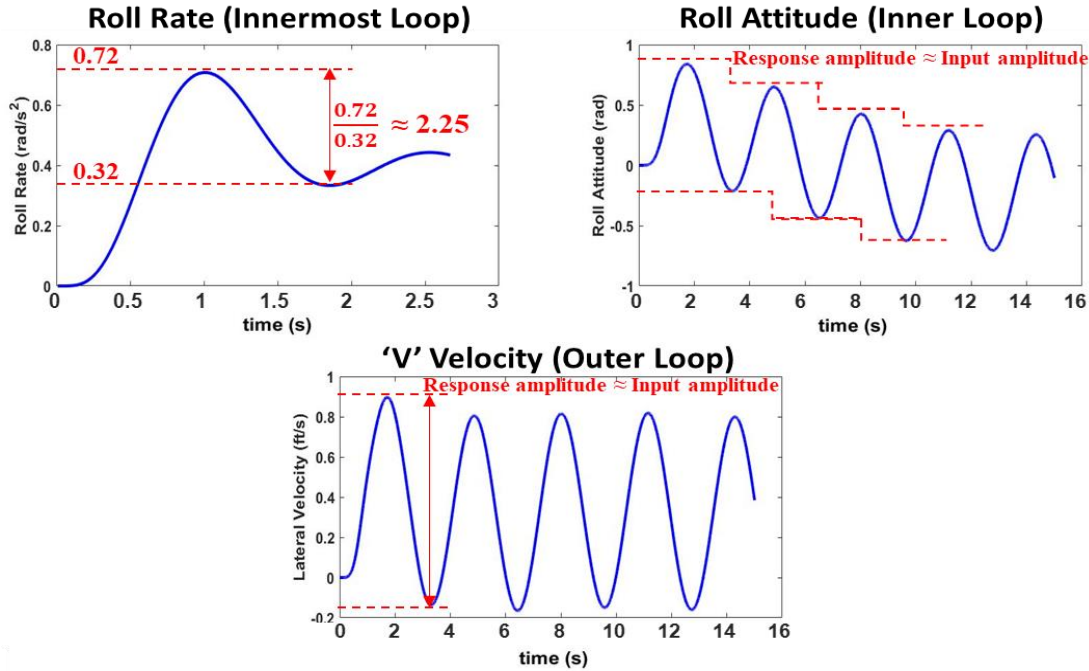 Roll Rate (Innermost Loop)
Roll Rate (rad/s²)
0.8
0.6
0.4
0.2
0
0.72
0.32
0.72
0.32
≈ 2.25
0 0.5 1 1.5 2 2.5 3
time (s)
Roll Attitude (Inner Loop)
Roll Attitude (rad)
1
0.5
0
-0.5
-1
Response amplitude ≈ Input amplitude
0 2 4 6 8 10 12 14 16
time (s)
‘V’ Velocity (Outer Loop)
Lateral Velocity (ft/s)
1
0.8
0.6
0.4
0.2
0
-0.2
Response amplitude ≈ Input amplitude
0 2 4 6 8 10 12 14 16
time (s)